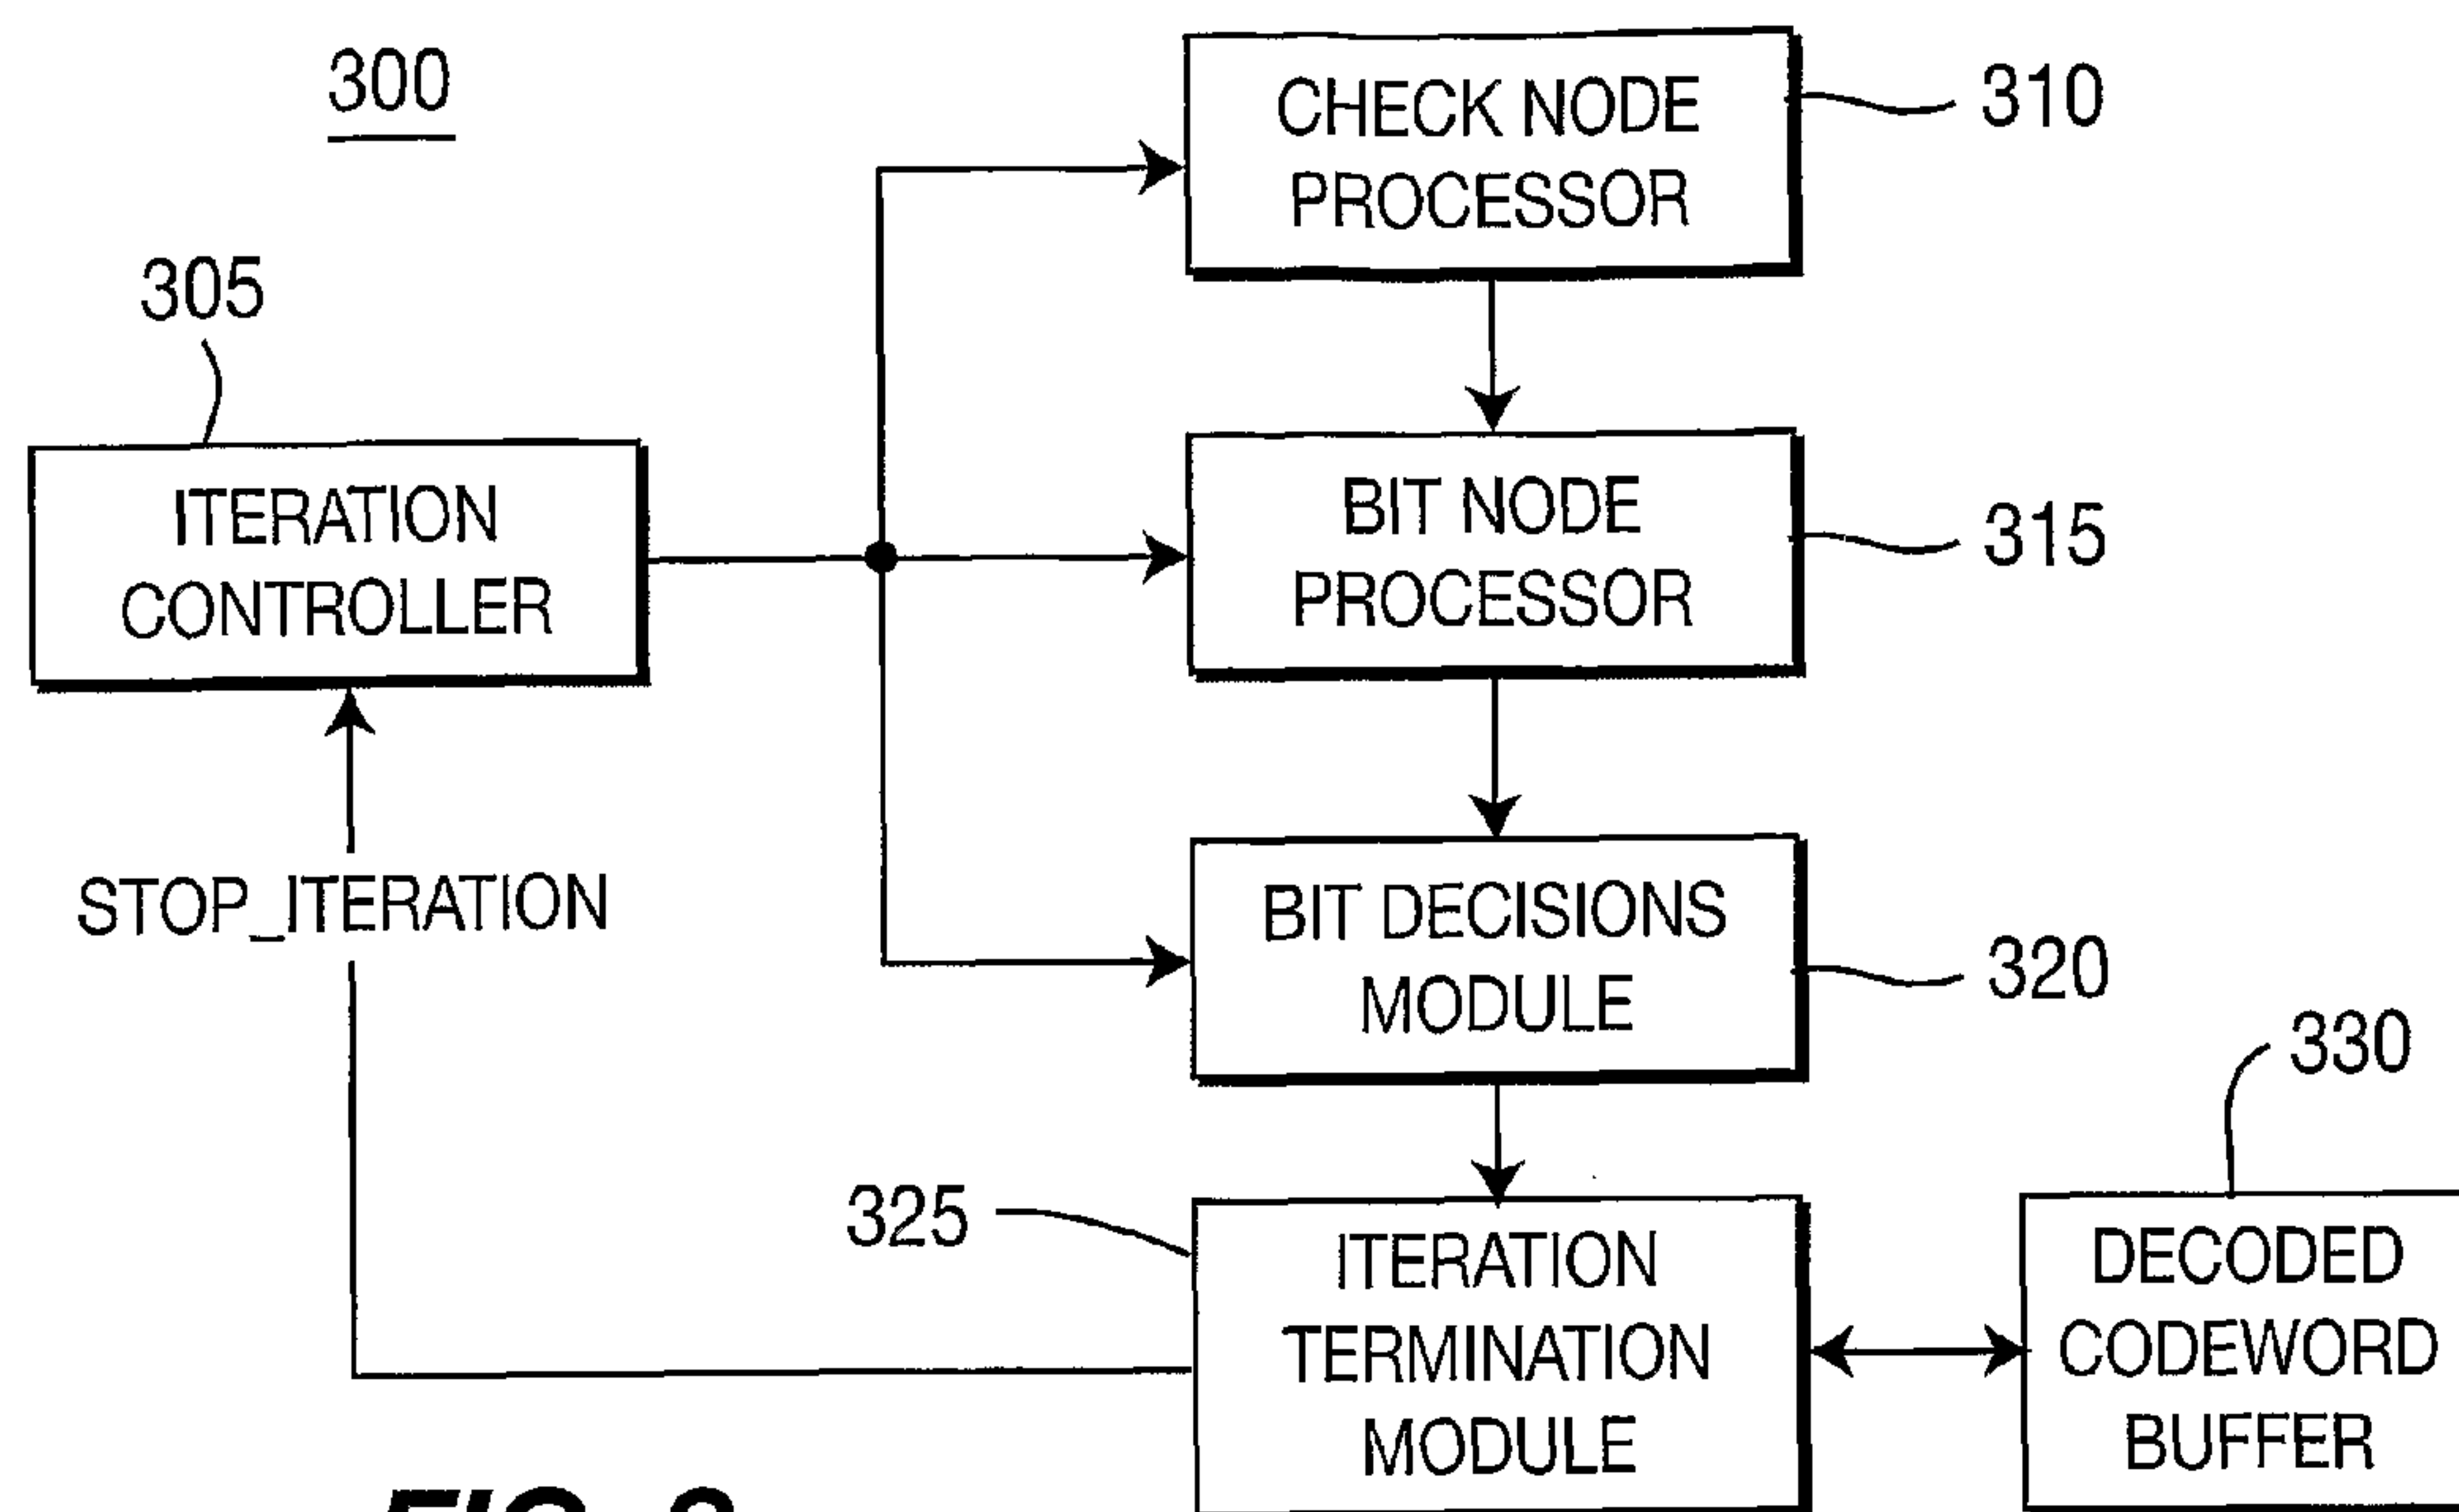 300
CHECK NODE
PROCESSOR
310
305
ITERATION
CONTROLLER
BIT NODE
PROCESSOR
315
STOP_ITERATION
BIT DECISIONS
MODULE
320
330
325
ITERATION
TERMINATION
MODULE
DECODED
CODEWORD
BUFFER
FIG.